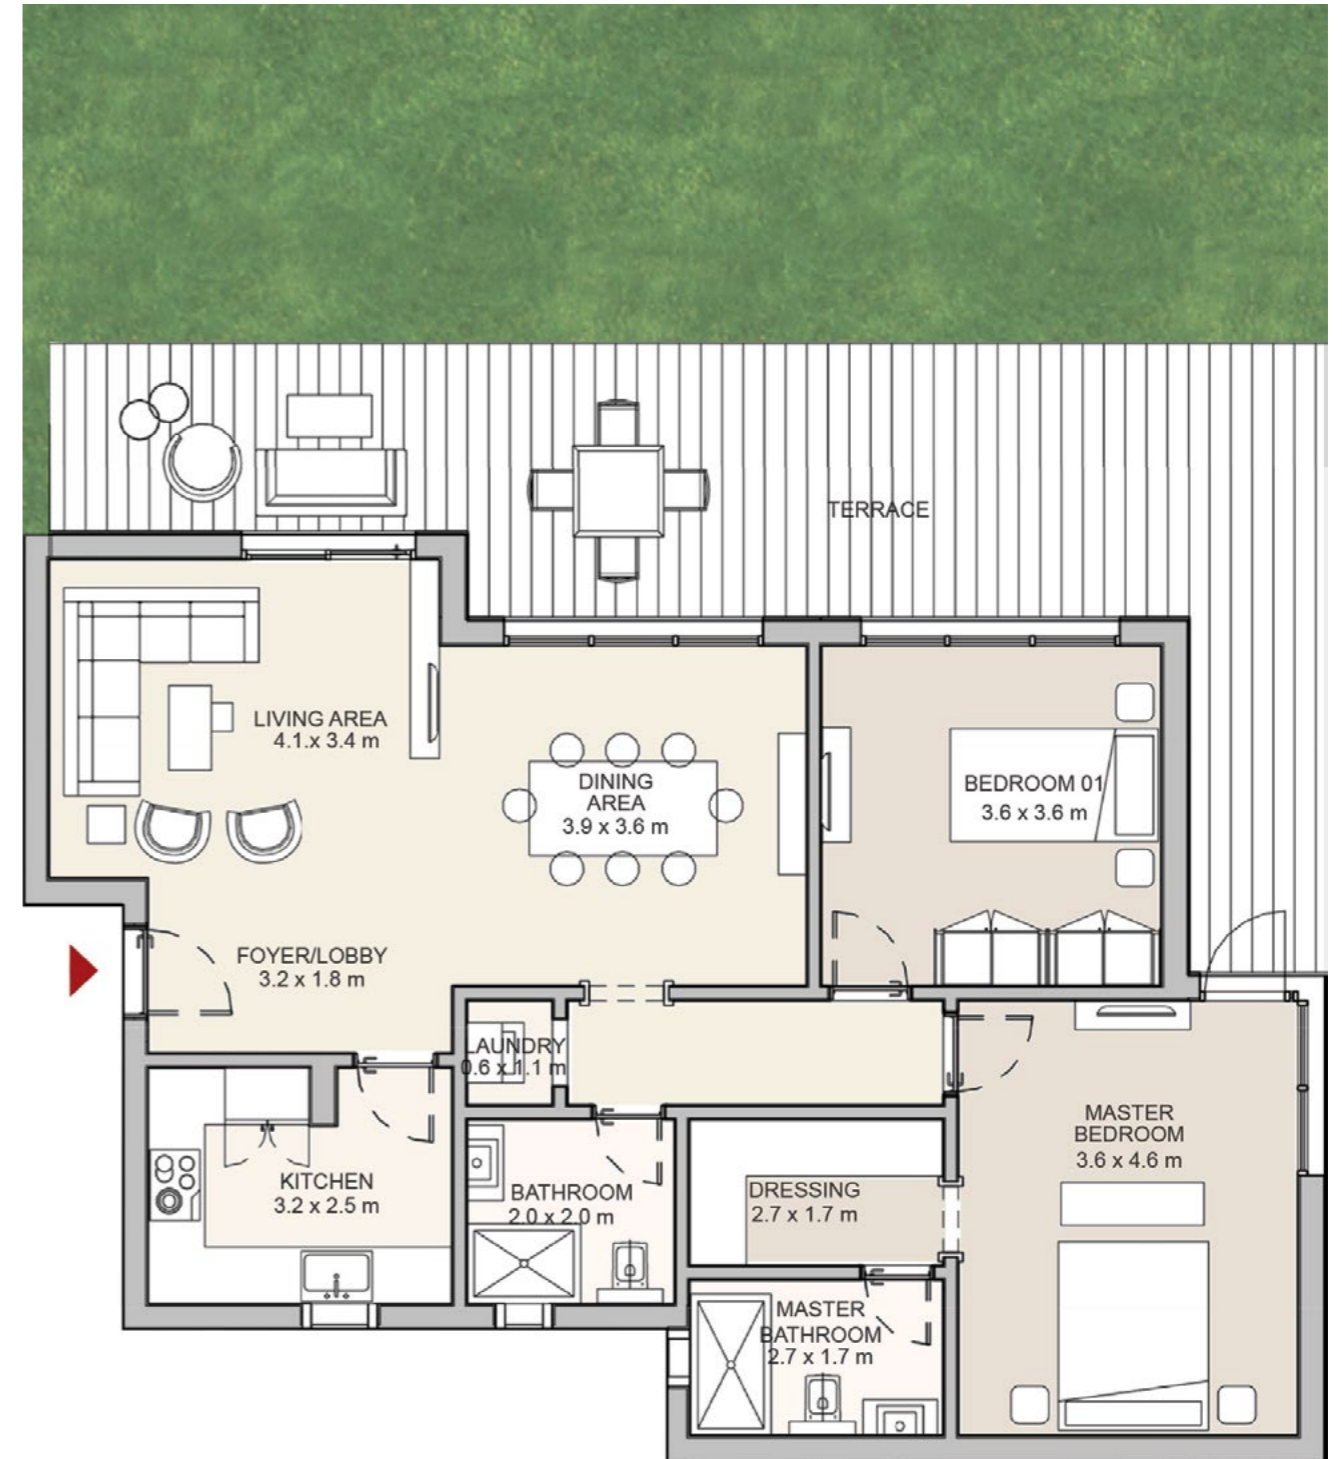 TERRACE
LIVING AREA
4.1.x 3.4 m
DINING
AREA
3.9 x 3.6 m
BEDROOM 01
3.6 x 3.6 m
FOYER/LOBBY
3.2 x 1.8 m
LAUNDRY
0.6 x 1.1 m
MASTER
BEDROOM
3.6 x 4.6 m
KITCHEN
3.2 x 2.5 m
BATHROOM
2.0 x 2.0 m
DRESSING
2.7 x 1.7 m
MASTER
BATHROOM
2.7 x 1.7 m